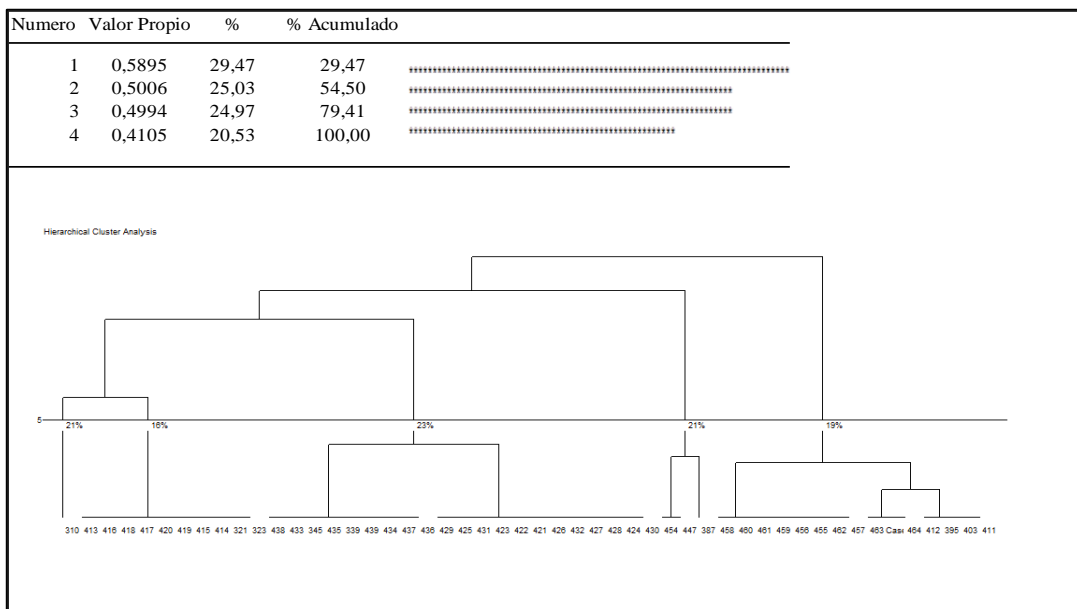 Numero Valor Propio % % Acumulado
1 0,5895 29,47 29,47
2 0,5006 25,03 54,50
3 0,4994 24,97 79,41
4 0,4105 20,53 100,00
Hierarchical Cluster Analysis
5
21% 16% 23% 21% 19%
310 413 416 418 417 420 419 415 414 321 323 438 433 345 435 339 439 434 437 436 429 425 431 423 422 421 426 432 427 428 424 430 454 447 387 458 460 461 459 456 455 462 457 463 Case 464 412 395 403 411